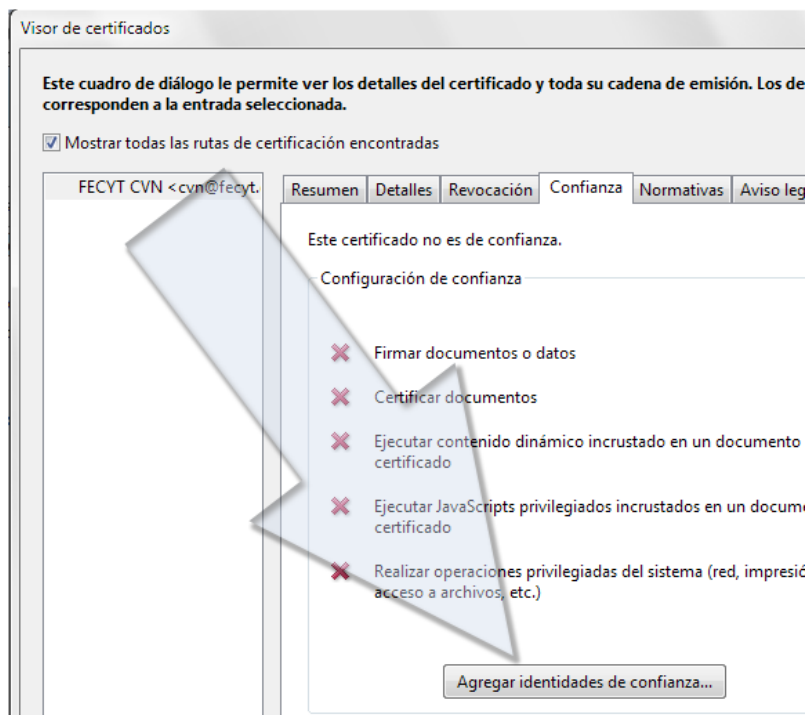 Visor de certificados
Este cuadro de diálogo le permite ver los detalles del certificado y toda su cadena de emisión. Los de
corresponden a la entrada seleccionada.
Mostrar todas las rutas de certificación encontradas
FECYT CVN <cvn@fecyt.
Resumen Detalles Revocación Confianza Normativas Aviso leg
Este certificado no es de confianza.
Configuración de confianza
Firmar documentos o datos
Certificar documentos
Ejecutar contenido dinámico incrustado en un documento
certificado
Ejecutar JavaScripts privilegiados incrustados en un docume
certificado
Realizar operaciones privilegiadas del sistema (red, impresió
acceso a archivos, etc.)
Agregar identidades de confianza...